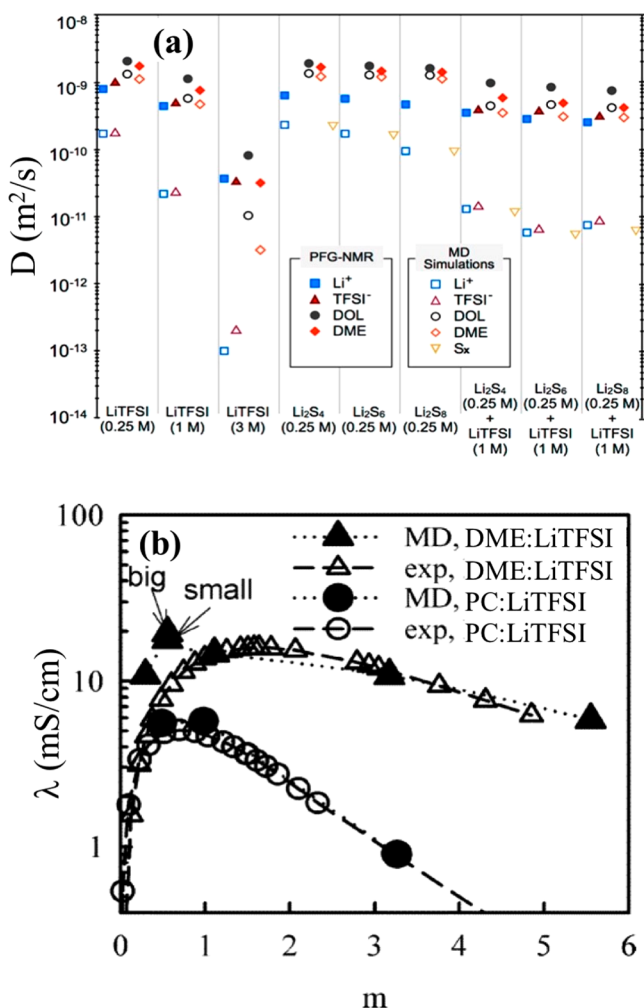 (a)
D (m²/s)
10⁻⁸
10⁻⁹
10⁻¹⁰
10⁻¹¹
10⁻¹²
10⁻¹³
10⁻¹⁴
PFG-NMR
Li⁺
TFSI⁻
DOL
DME
MD
Simulations
Li⁺
TFSI⁻
DOL
DME
Sₓ
LiTFSI
(0.25 M)
LiTFSI
(1 M)
LiTFSI
(3 M)
Li₂S₄
(0.25 M)
Li₂S₆
(0.25 M)
Li₂S₈
(0.25 M)
Li₂S₄
(0.25 M)
+
LiTFSI
(1 M)
Li₂S₆
(0.25 M)
+
LiTFSI
(1 M)
Li₂S₈
(0.25 M)
+
LiTFSI
(1 M)
(b)
λ (mS/cm)
100
10
1
big
small
MD, DME:LiTFSI
exp, DME:LiTFSI
MD, PC:LiTFSI
exp, PC:LiTFSI
0 1 2 3 4 5 6
m